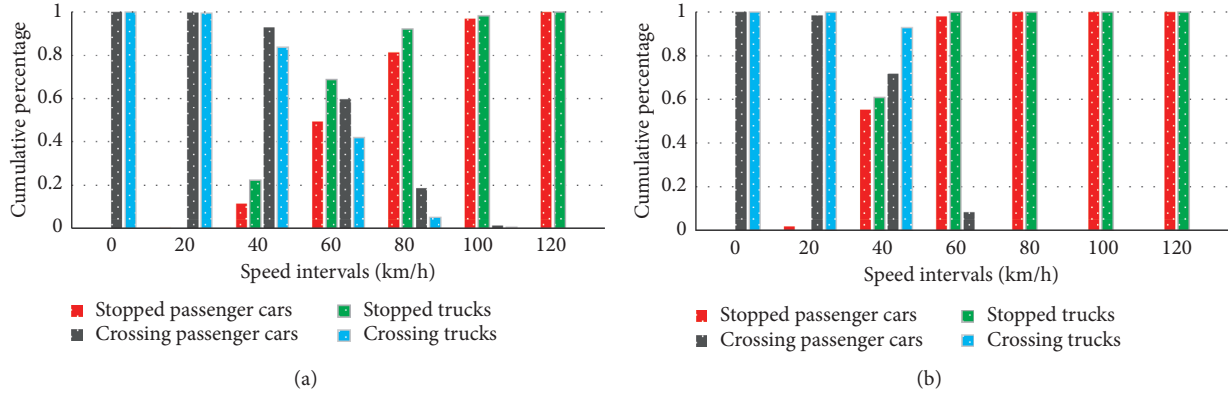 Cumulative percentage
1
0.8
0.6
0.4
0.2
0
0 20 40 60 80 100 120
Speed intervals (km/h)
Stopped passenger cars
Stopped trucks
Crossing passenger cars
Crossing trucks
(a)
Cumulative percentage
1
0.8
0.6
0.4
0.2
0
0 20 40 60 80 100 120
Speed intervals (km/h)
Stopped passenger cars
Stopped trucks
Crossing passenger cars
Crossing trucks
(b)